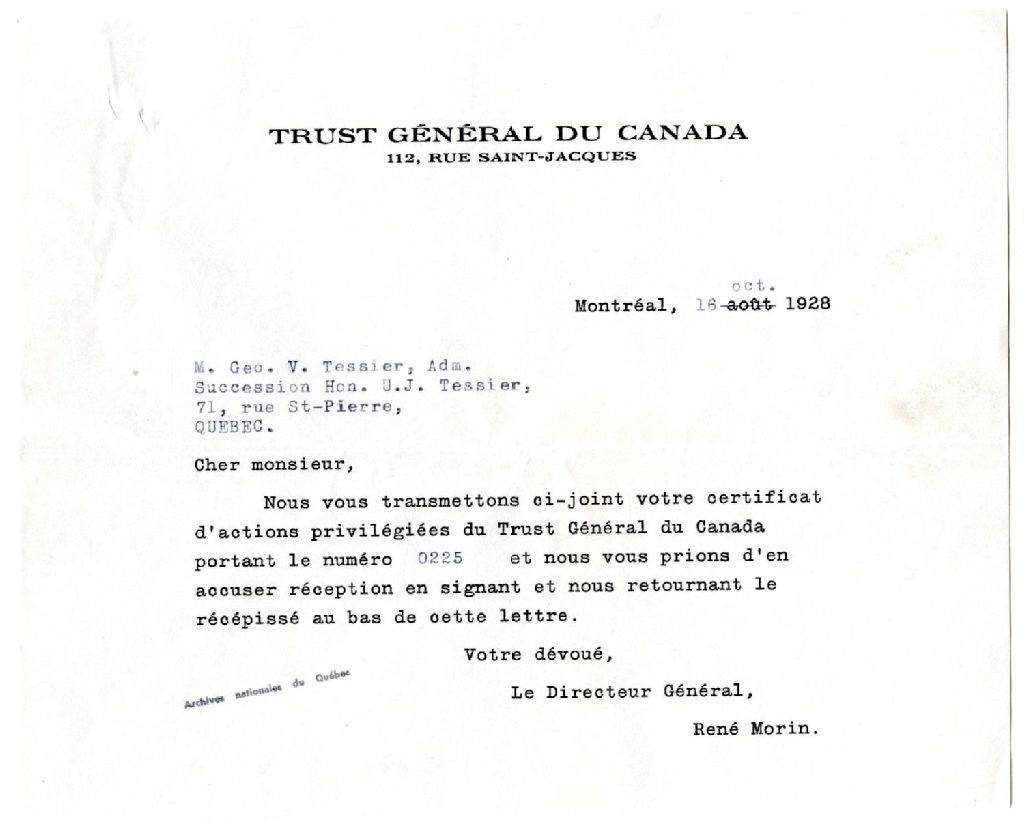 TRUST GÉNÉRAL DU CANADA
112, RUE SAINT-JACQUES
oct.
Montréal, 16 août 1928
M. Geo. V. Tessier, Adm.
Succession Hon. U.J. Tessier,
71, rue St-Pierre,
QUEBEC.
Cher monsieur,
Nous vous transmettons ci-joint votre certificat
d'actions privilégiées du Trust Général du Canada
portant le numéro 0225 et nous vous prions d'en
accuser réception en signant et nous retournant le
récépissé au bas de cette lettre.
Votre dévoué,
Le Directeur Général,
René Morin.
Archives nationales du Québec